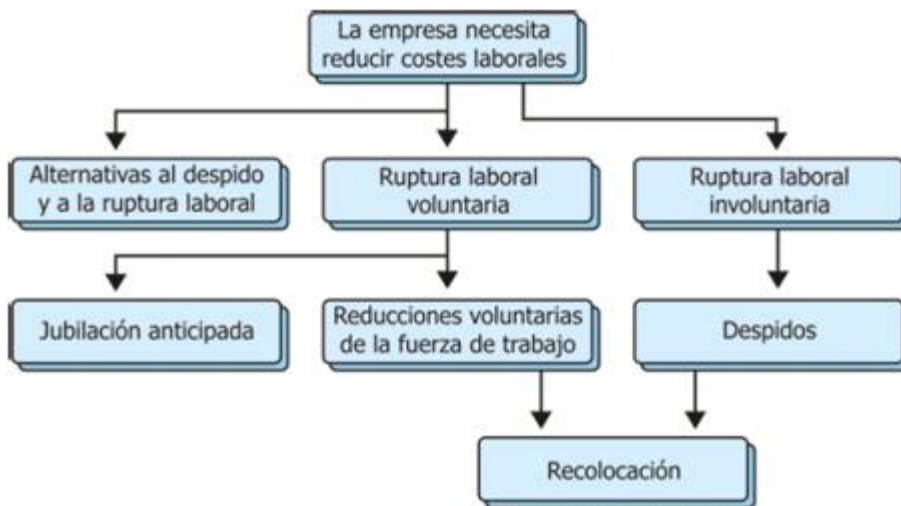 La empresa necesita
reducir costes laborales
Alternativas al despido
y a la ruptura laboral
Ruptura laboral
voluntaria
Ruptura laboral
involuntaria
Jubilación anticipada
Reducciones voluntarias
de la fuerza de trabajo
Despidos
Recolocación